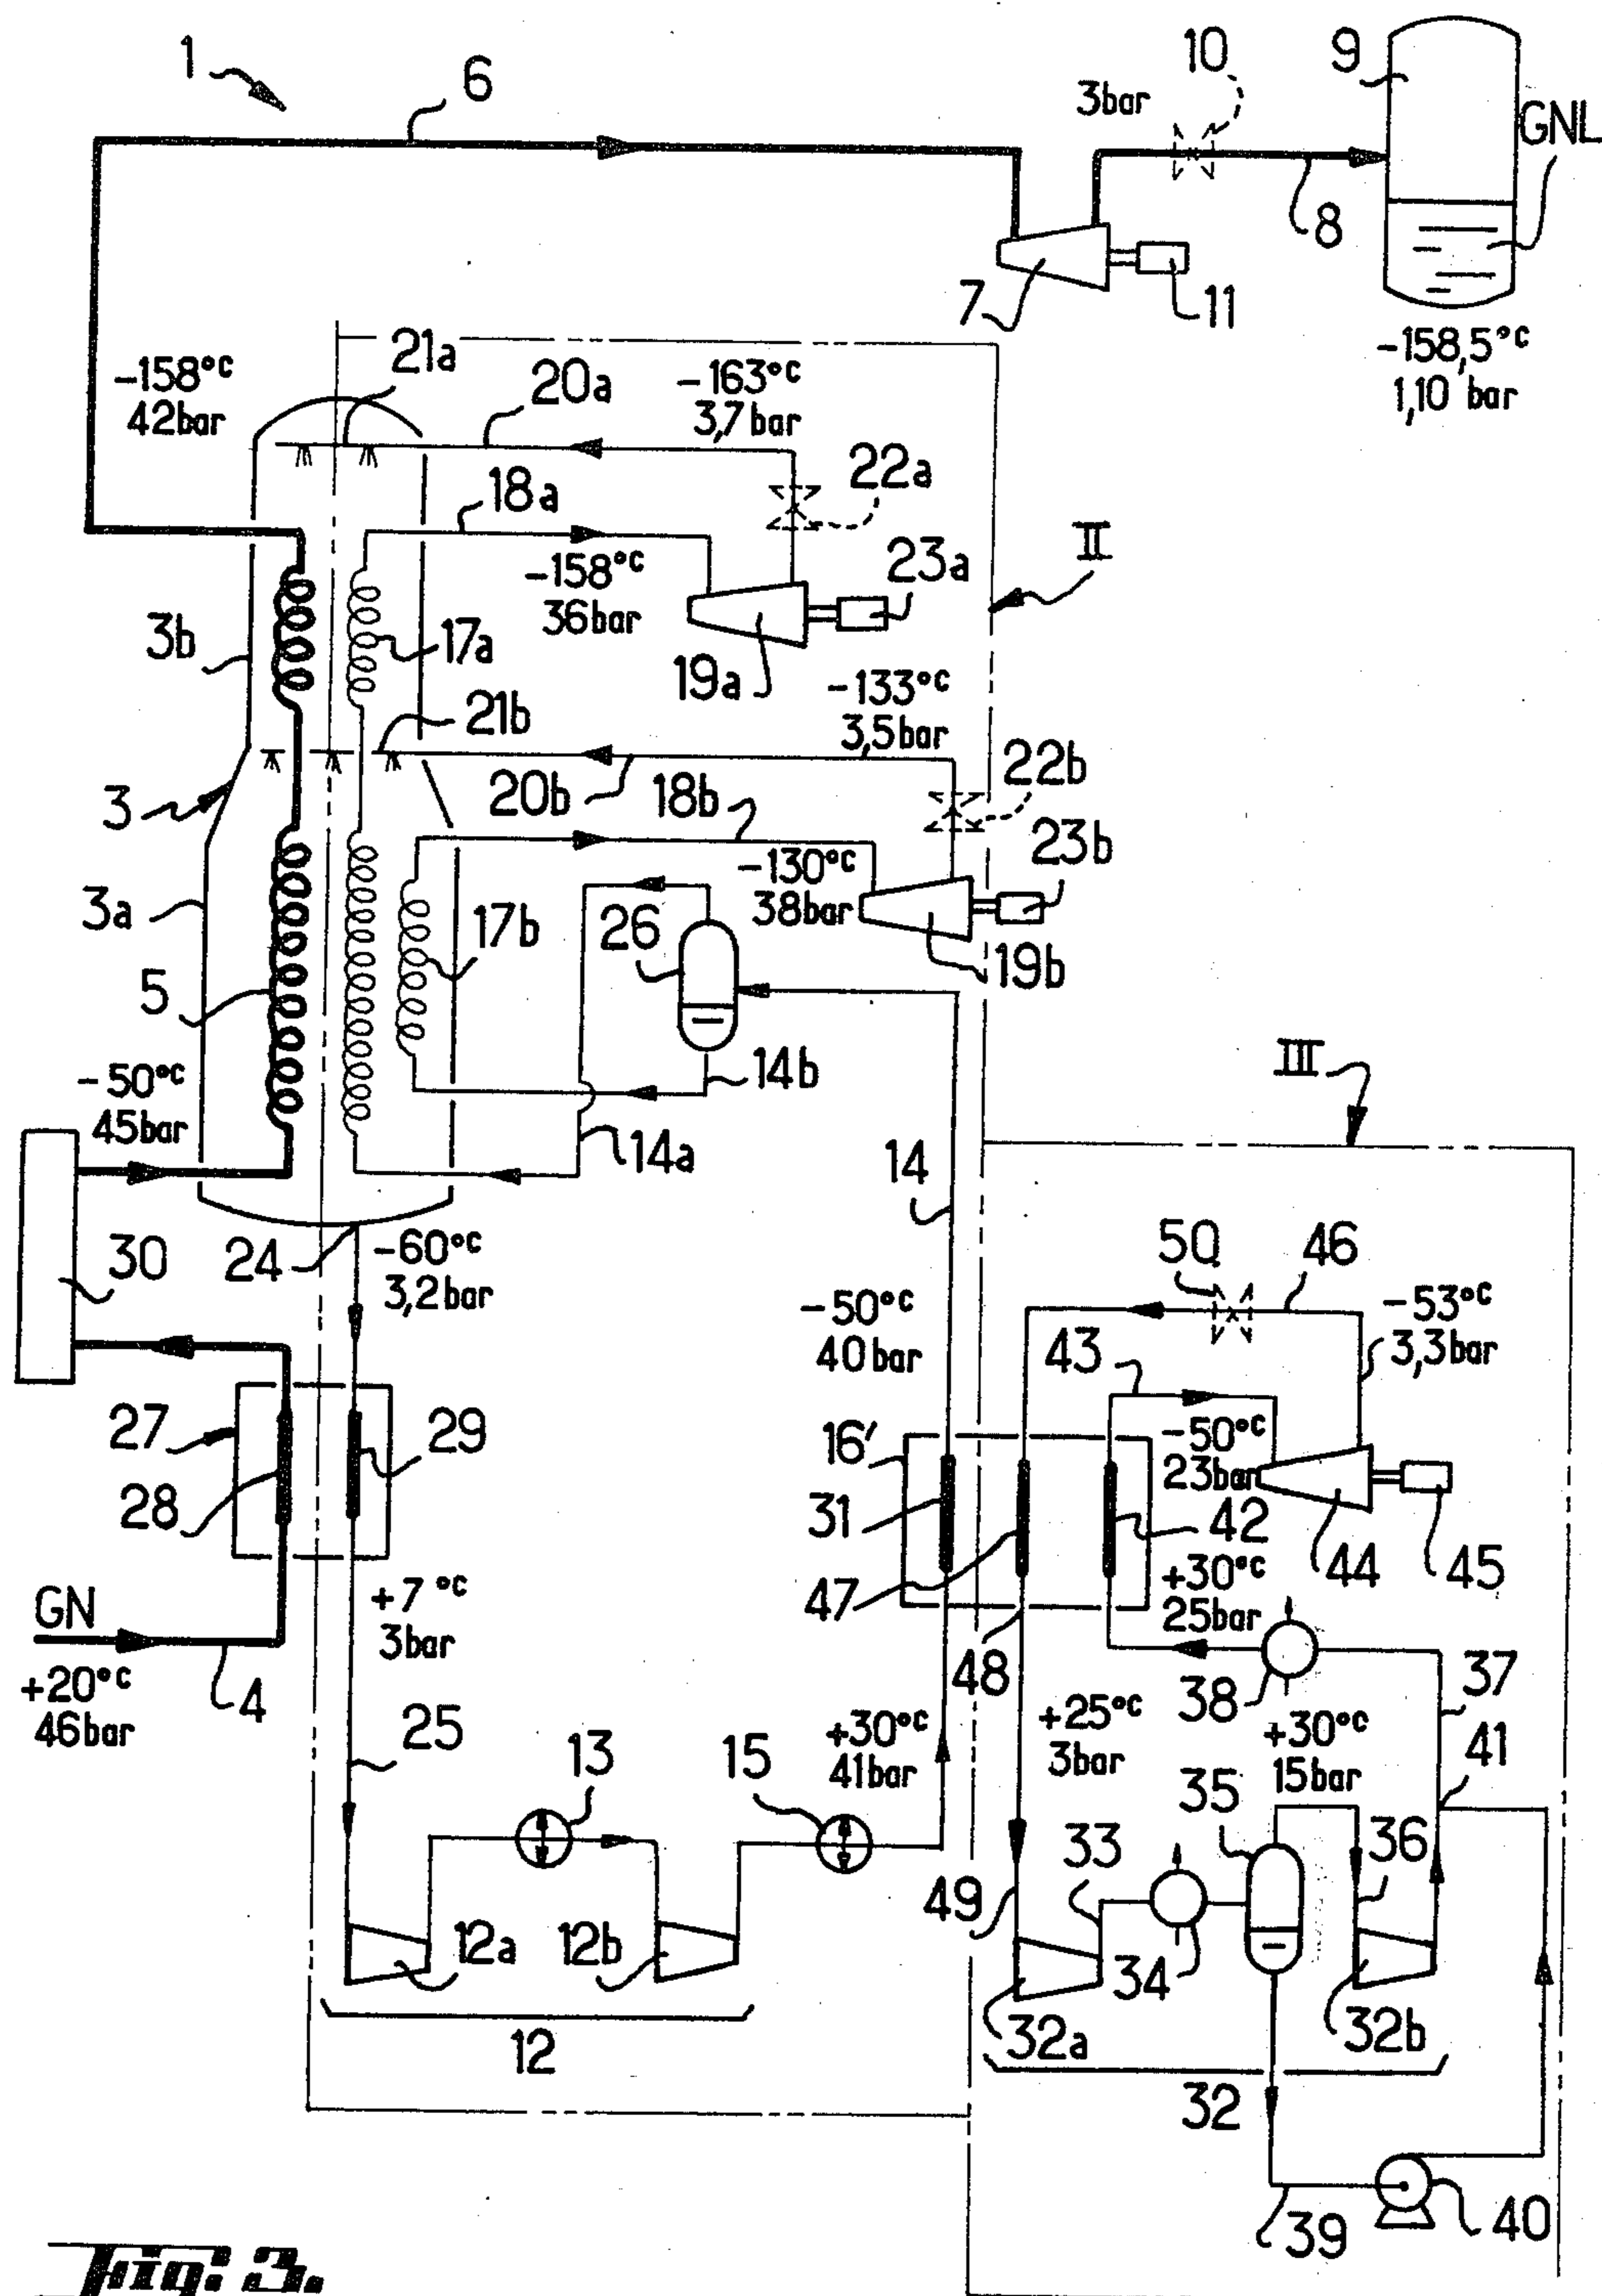 1
6
10
9
3bar
GNL
8
7
11
-158,5°C
1,10 bar
-158°C
42bar
21a
20a
-163°C
3,7bar
22a
18a
II
-158°C
36bar
23a
3b
17a
19a
-133°C
3,5bar
21b
22b
20b
18b
3
23b
-130°C
38bar
3a
26
17b
19b
5
III
-50°C
45bar
14b
14a
14
30
24
-60°C
3,2bar
50
46
-50°C
40bar
-53°C
3,3bar
43
27
29
16'
-50°C
23bar
28
31
42
47
44
45
+30°C
25bar
GN
+7°C
3bar
48
38
37
+20°C
46bar
4
25
13
15
+30°C
41bar
+25°C
3bar
+30°C
15bar
41
35
33
36
49
12a
12b
34
32a
32b
12
32
39
40
Fig: 3.